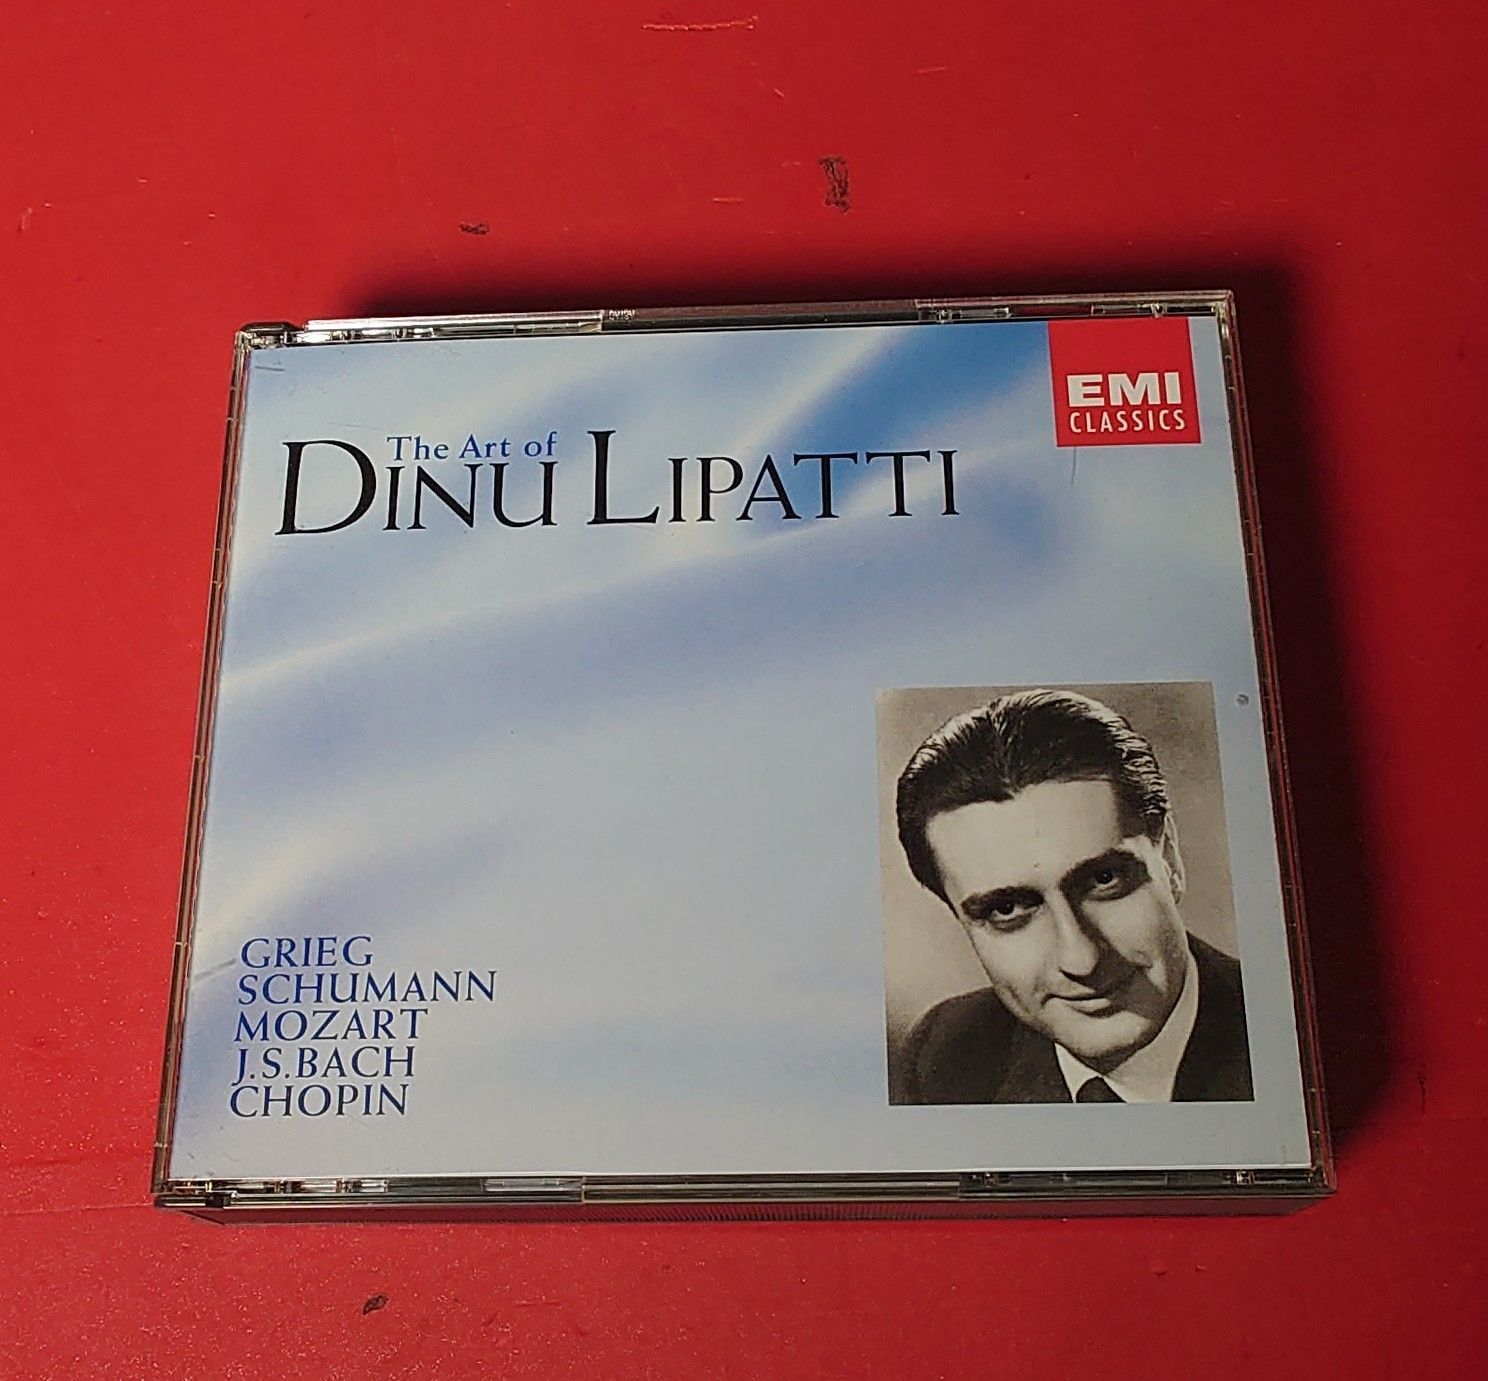 EMI
CLASSICS
The Art of
DINU LIPATTI
GRIEG
SCHUMANN
MOZART
J.S.BACH
CHOPIN